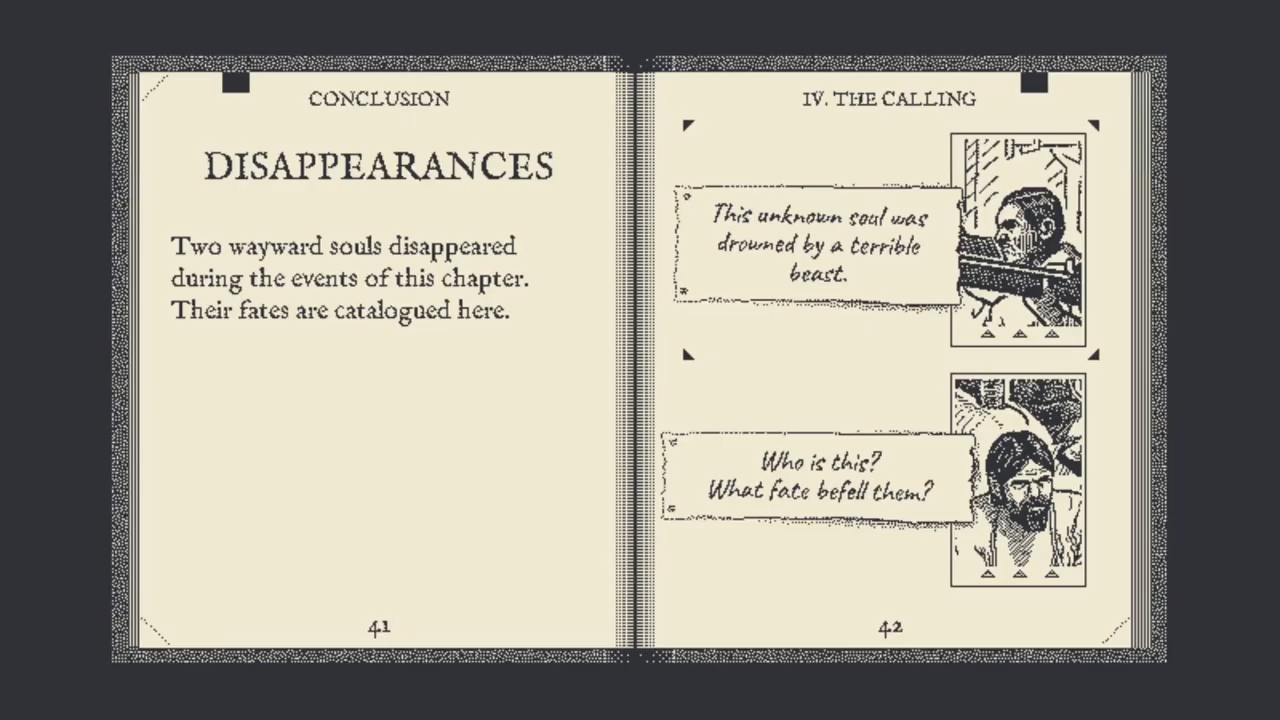 CONCLUSION
DISAPPEARANCES
Two wayward souls disappeared
during the events of this chapter.
Their fates are catalogued here.
41
IV. THE CALLING
This unknown soul was
drowned by a terrible
beast.
Who is this?
What fate befell them?
42